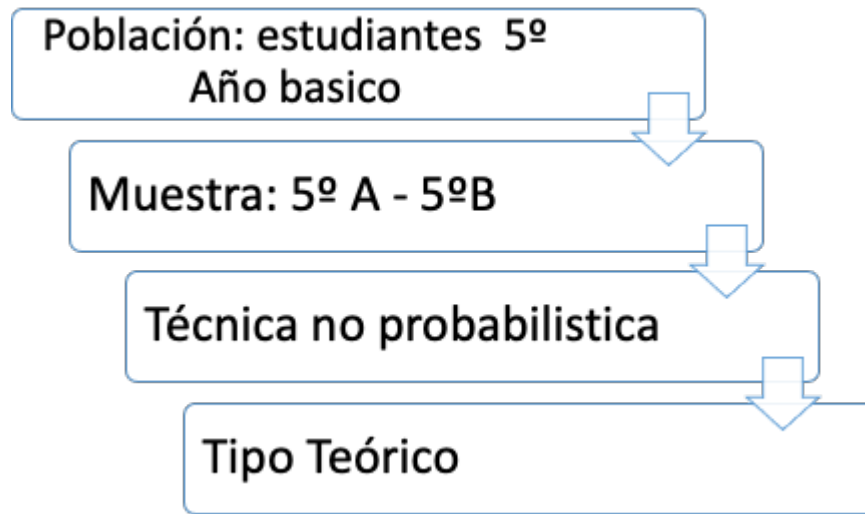 Población: estudiantes 5º
Año basico
Muestra: 5º A - 5ºB
Técnica no probabilistica
Tipo Teórico